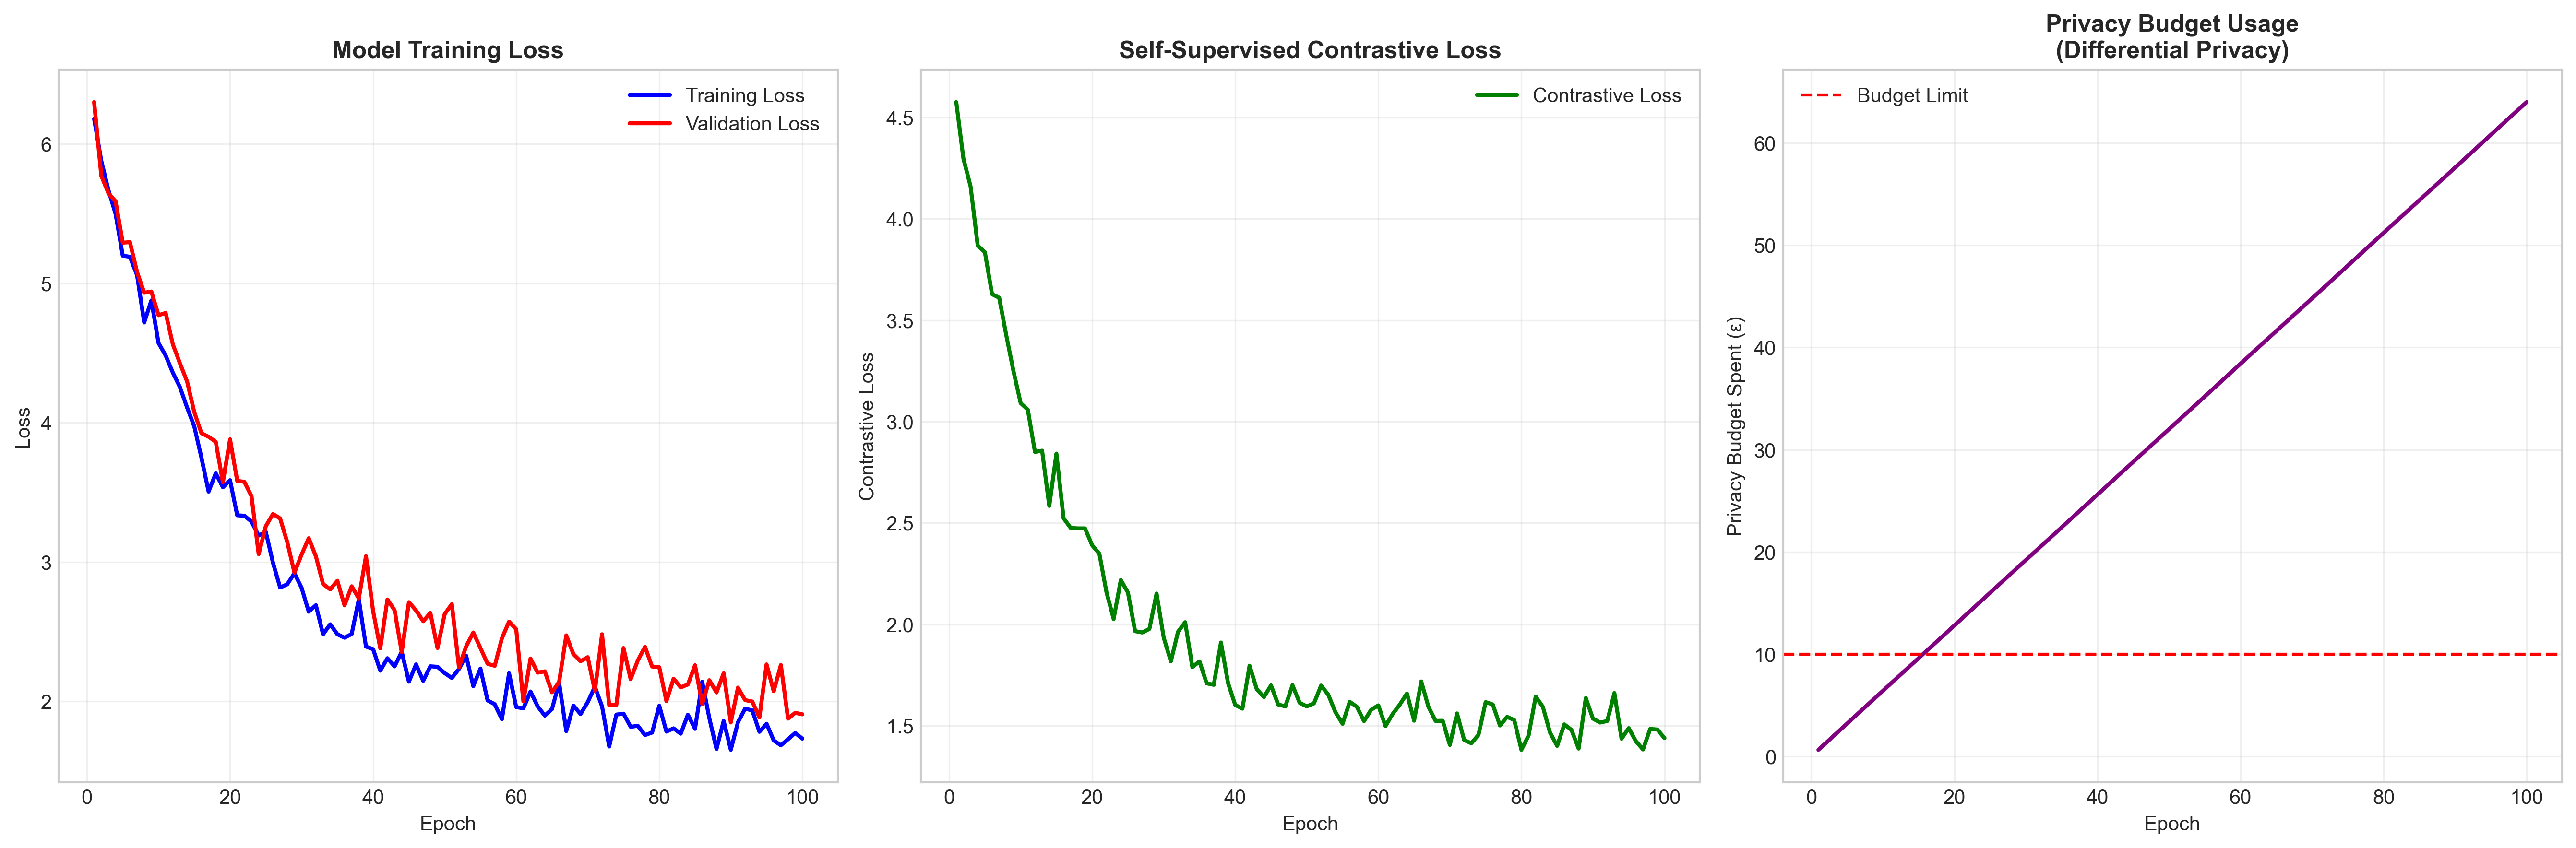 Model Training Loss
Training Loss
Validation Loss
Loss
6
5
4
3
2
0 20 40 60 80 100
Epoch
Self-Supervised Contrastive Loss
Contrastive Loss
Contrastive Loss
4.5
4.0
3.5
3.0
2.5
2.0
1.5
0 20 40 60 80 100
Epoch
Privacy Budget Usage
(Differential Privacy)
Budget Limit
Privacy Budget Spent (ε)
60
50
40
30
20
10
0
0 20 40 60 80 100
Epoch